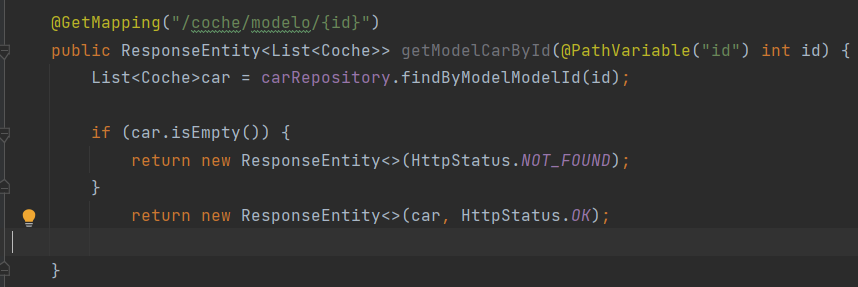 @GetMapping("/coche/modelo/{id}")
public ResponseEntity<List<Coche>> getModelCarById(@PathVariable("id") int id) {
List<Coche>car = carRepository.findByModelModelId(id);
if (car.isEmpty()) {
return new ResponseEntity<>(HttpStatus.NOT_FOUND);
}
return new ResponseEntity<>(car, HttpStatus.OK);
}